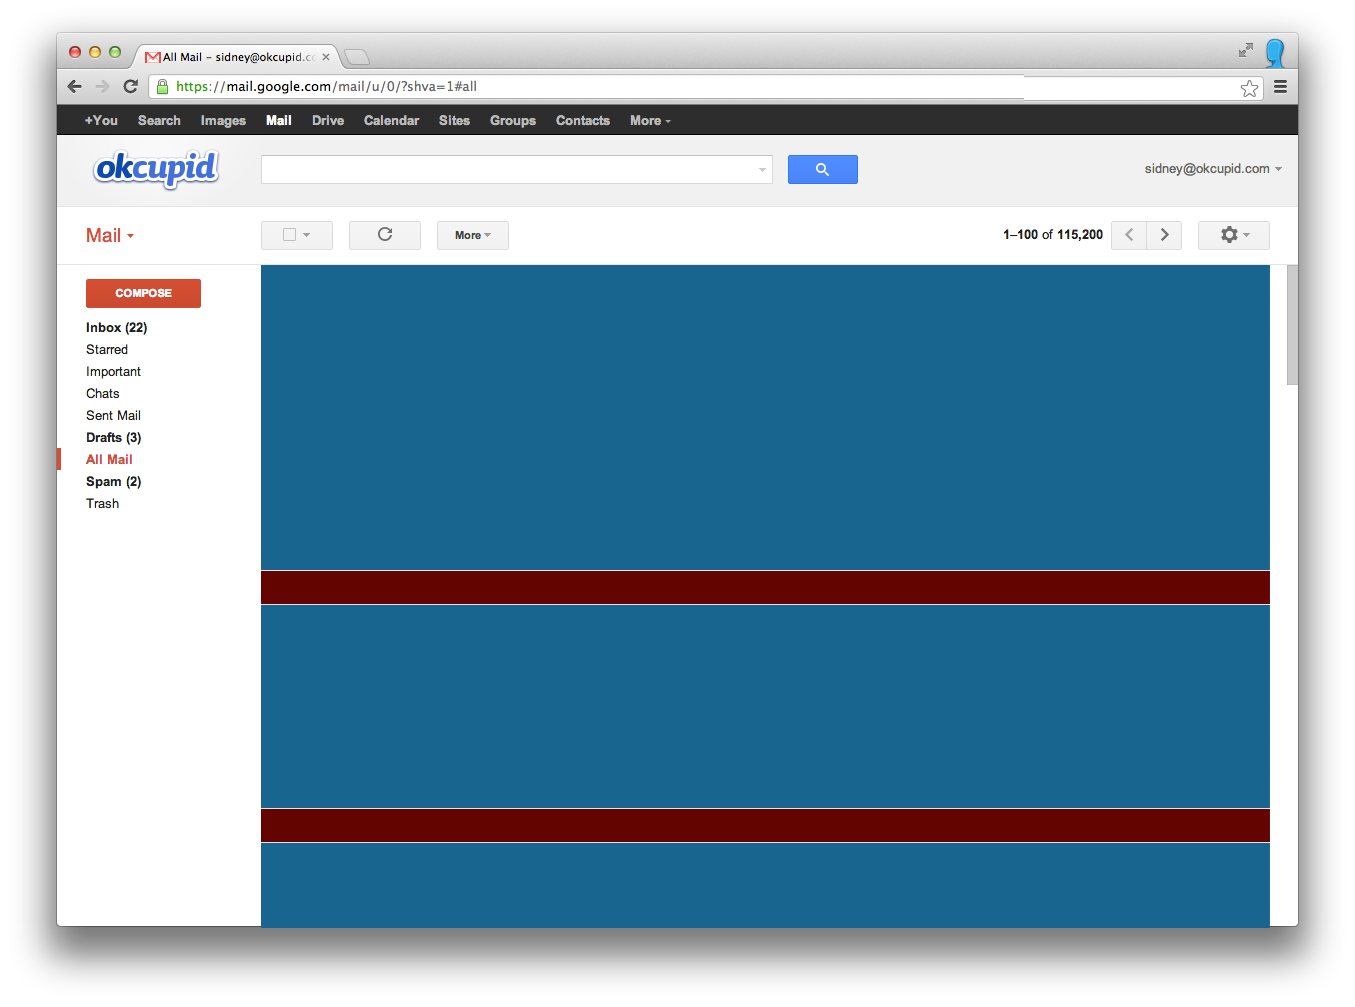 All Mail – sidney@okcupid.cc
https://mail.google.com/mail/u/0/?shva=1#all
+You Search Images Mail Drive Calendar Sites Groups Contacts More
okcupid
sidney@okcupid.com
Mail
More
1–100 of 115,200
COMPOSE
Inbox (22)
Starred
Important
Chats
Sent Mail
Drafts (3)
All Mail
Spam (2)
Trash